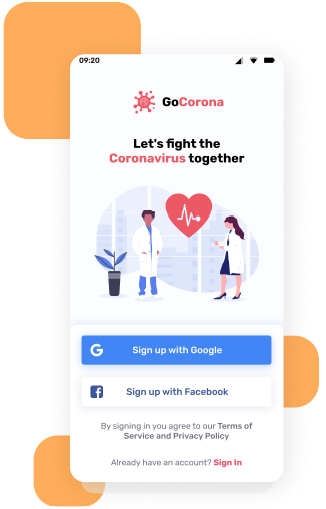 09:20
GoCorona
Let's fight the
Coronavirus together
Sign up with Google
Sign up with Facebook
By signing in you agree to our Terms of
Service and Privacy Policy
Already have an account? Sign In